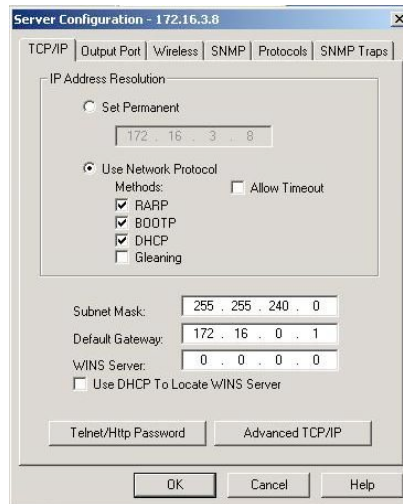 Server Configuration - 172.16.3.8
TCP/IP Output Port Wireless SNMP Protocols SNMP Traps
IP Address Resolution
Set Permanent
172 . 16 . 3 . 8
Use Network Protocol
Methods: Allow Timeout
RARP
BOOTP
DHCP
Gleaning
Subnet Mask: 255 . 255 . 240 . 0
Default Gateway: 172 . 16 . 0 . 1
WINS Server: 0 . 0 . 0 . 0
Use DHCP To Locate WINS Server
Telnet/Http Password Advanced TCP/IP
OK Cancel Help